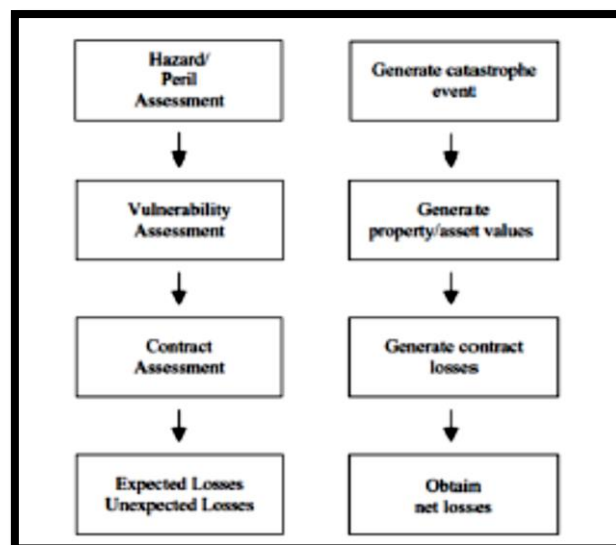 Hazard/
Peril
Assessment
Vulnerability
Assessment
Contract
Assessment
Expected Losses
Unexpected Losses
Generate catastrophe
event
Generate
property/asset values
Generate contract
losses
Obtaim
net losses